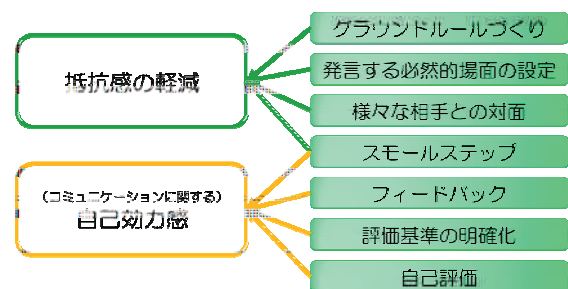 抵抗感の軽減
(コミュニケーションに関する)
自己効力感
グラウンドルールづくり
発言する必然的場面の設定
様々な相手との対面
スモールステップ
フィードバック
評価基準の明確化
自己評価